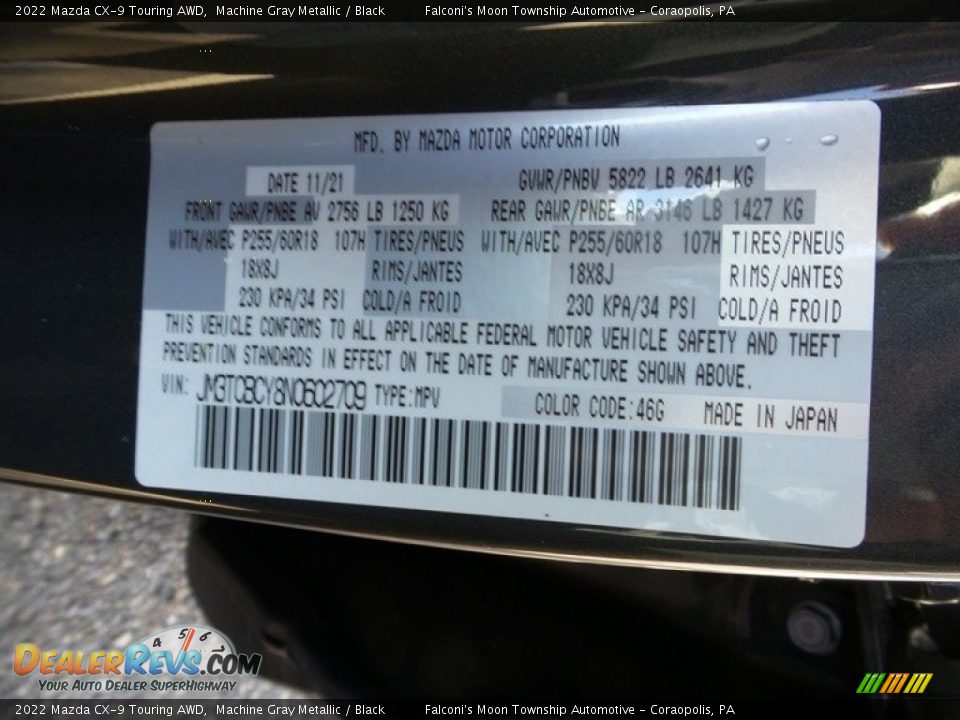 2022 Mazda CX-9 Touring AWD, Machine Gray Metallic / Black Falconi's Moon Township Automotive - Coraopolis, PA
MFD. BY MAZDA MOTOR CORPORATION
DATE 11/21 GVWR/PNBV 5822 LB 2641 KG
FRONT GAWR/PNBE AV 2756 LB 1250 KG REAR GAWR/PNBE AR 3146 LB 1427 KG
WITH/AVEC P255/60R18 107H TIRES/PNEUS WITH/AVEC P255/60R18 107H TIRES/PNEUS
18X8J RIMS/JANTES 18X8J RIMS/JANTES
230 KPA/34 PSI COLD/A FROID 230 KPA/34 PSI COLD/A FROID
THIS VEHICLE CONFORMS TO ALL APPLICABLE FEDERAL MOTOR VEHICLE SAFETY AND THEFT
PREVENTION STANDARDS IN EFFECT ON THE DATE OF MANUFACTURE SHOWN ABOVE.
VIN: JM3TCBCY8N0602709 TYPE:MPV COLOR CODE:46G MADE IN JAPAN
4 5 6
DEALERREVS.COM
YOUR AUTO DEALER SUPERHIGHWAY
2022 Mazda CX-9 Touring AWD, Machine Gray Metallic / Black Falconi's Moon Township Automotive - Coraopolis, PA